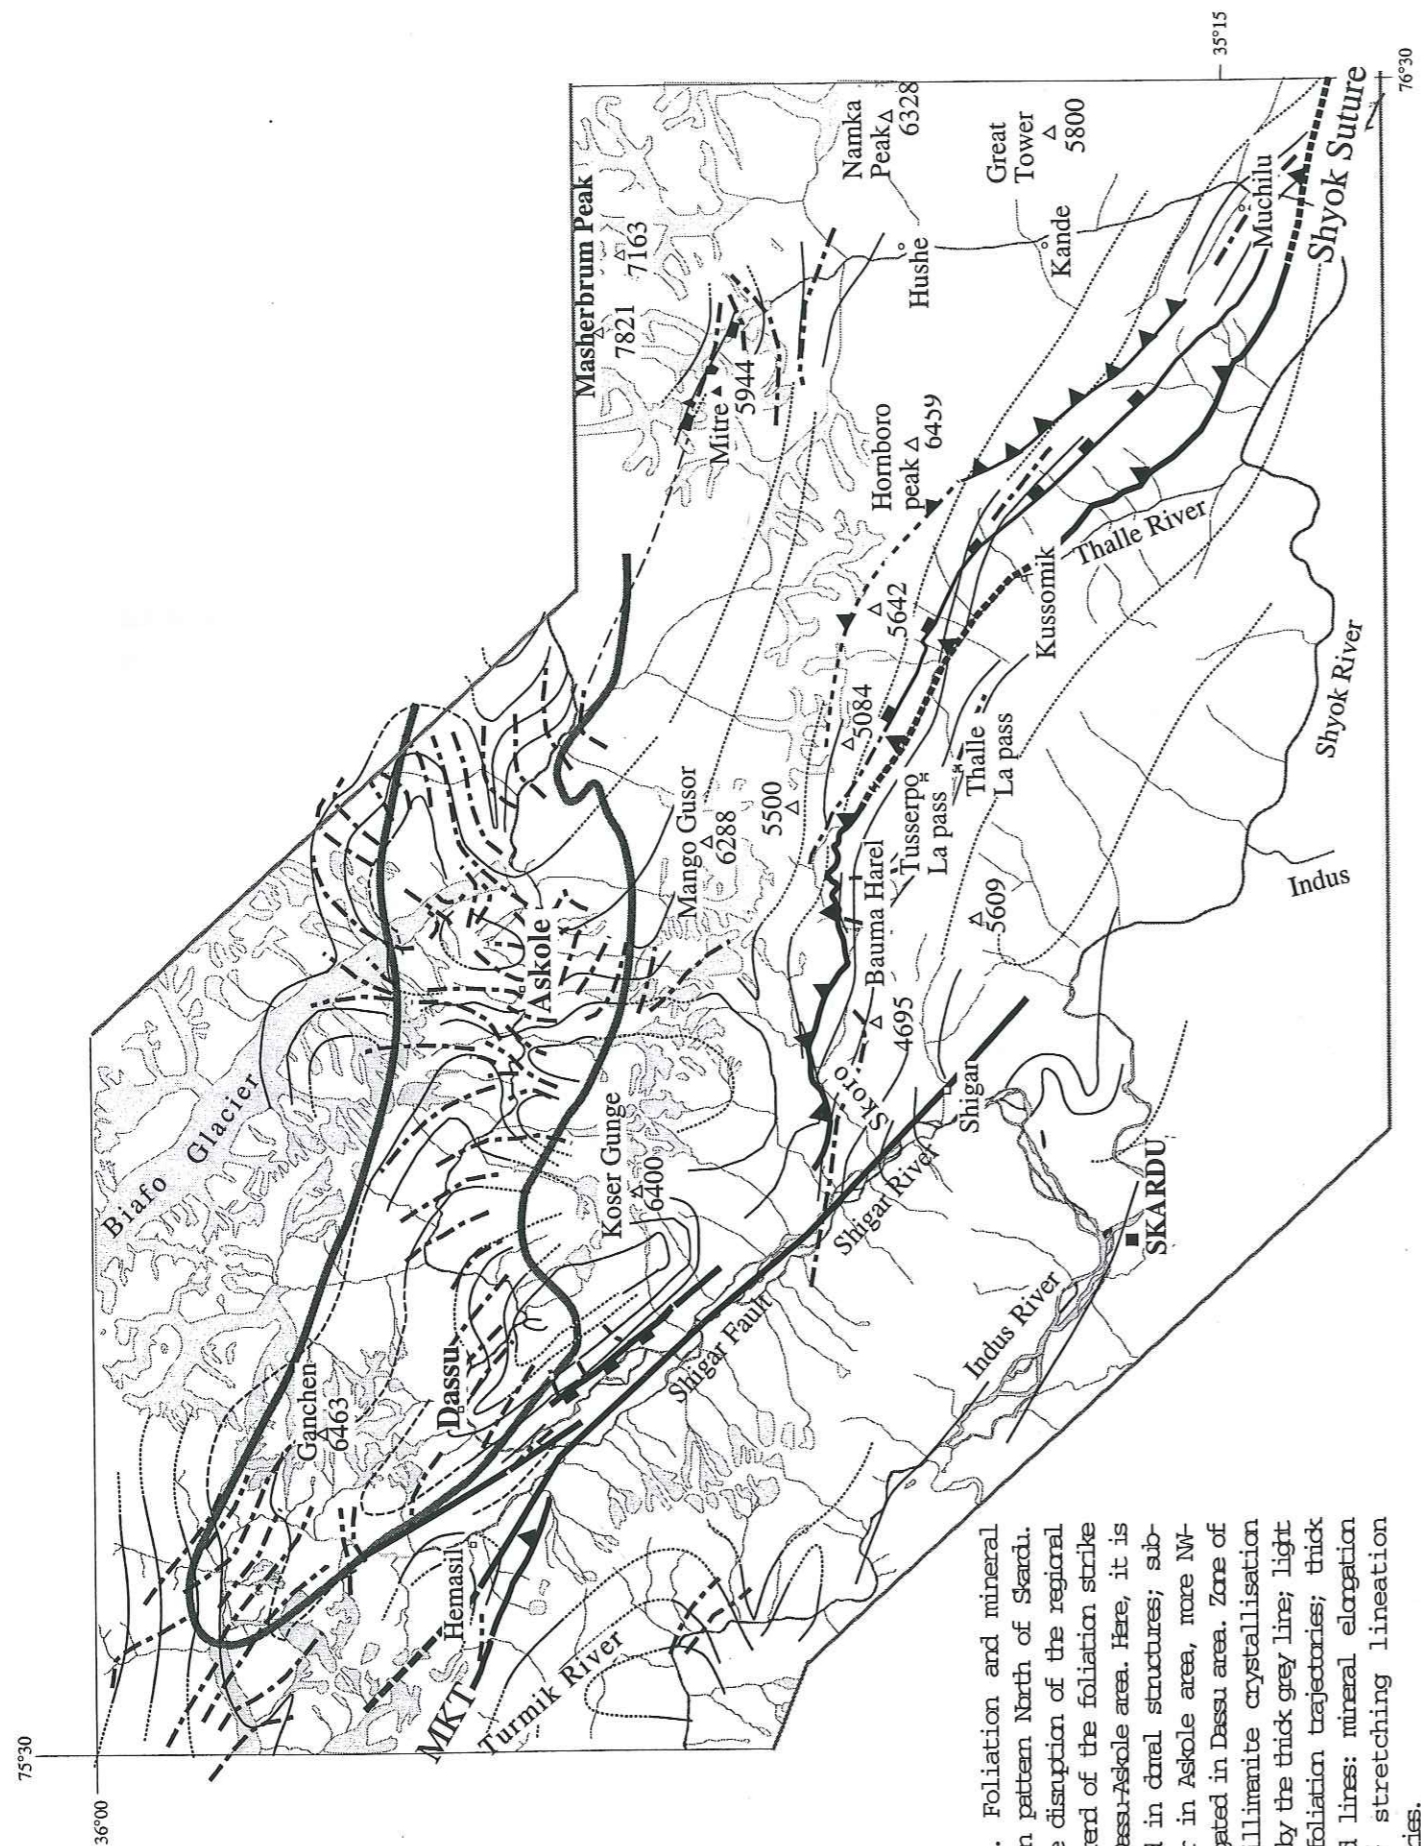 75°30
36°00
76°30
35°15
Biafo Glacier
Ganchen
6463
Dassu
Askole
Hemasil
MKT
Turmik River
Koser Gunge
6400
Mango Gusor
6288
5500
Masherbrum Peak
7821
7163
Mitre
5944
Namka
Peak
6328
Hushe
Great
Tower
5800
Kande
Hornboro
peak
6459
5642
5084
Shigar Fault
Shigar River
Skoro
4695
Bauma Harel
Tusserpo
La pass
Thalle
La pass
Kussomik
Thalle River
Muchilu
Shyok Suture
Shigar
5609
Indus River
SKARDU
Indus
Shyok River
. Foliation and mineral
n pattern North of Skardu.
e disruption of the regional
end of the foliation strike
assu-Askole area. Here, it is
l in domal structures; sub-
r in Askole area, more NW-
gated in Dassu area. Zone of
illimanite crystallisation
by the thick grey line; light
foliation trajectories; thick
d lines: mineral elongation
stretching lineation
ries.